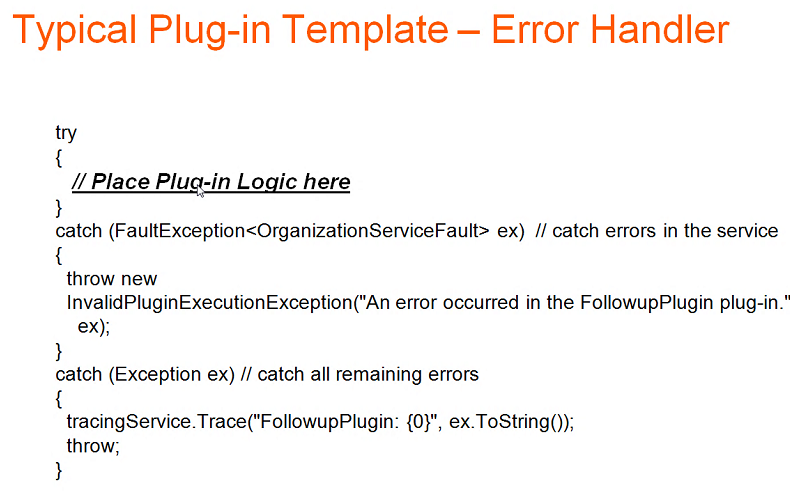 Typical Plug-in Template – Error Handler
try
{
// Place Plug-in Logic here
}
catch (FaultException<OrganizationServiceFault> ex)  // catch errors in the service
{
throw new
InvalidPluginExecutionException("An error occurred in the FollowupPlugin plug-in."
ex);
}
catch (Exception ex) // catch all remaining errors
{
tracingService.Trace("FollowupPlugin: {0}", ex.ToString());
throw;
}